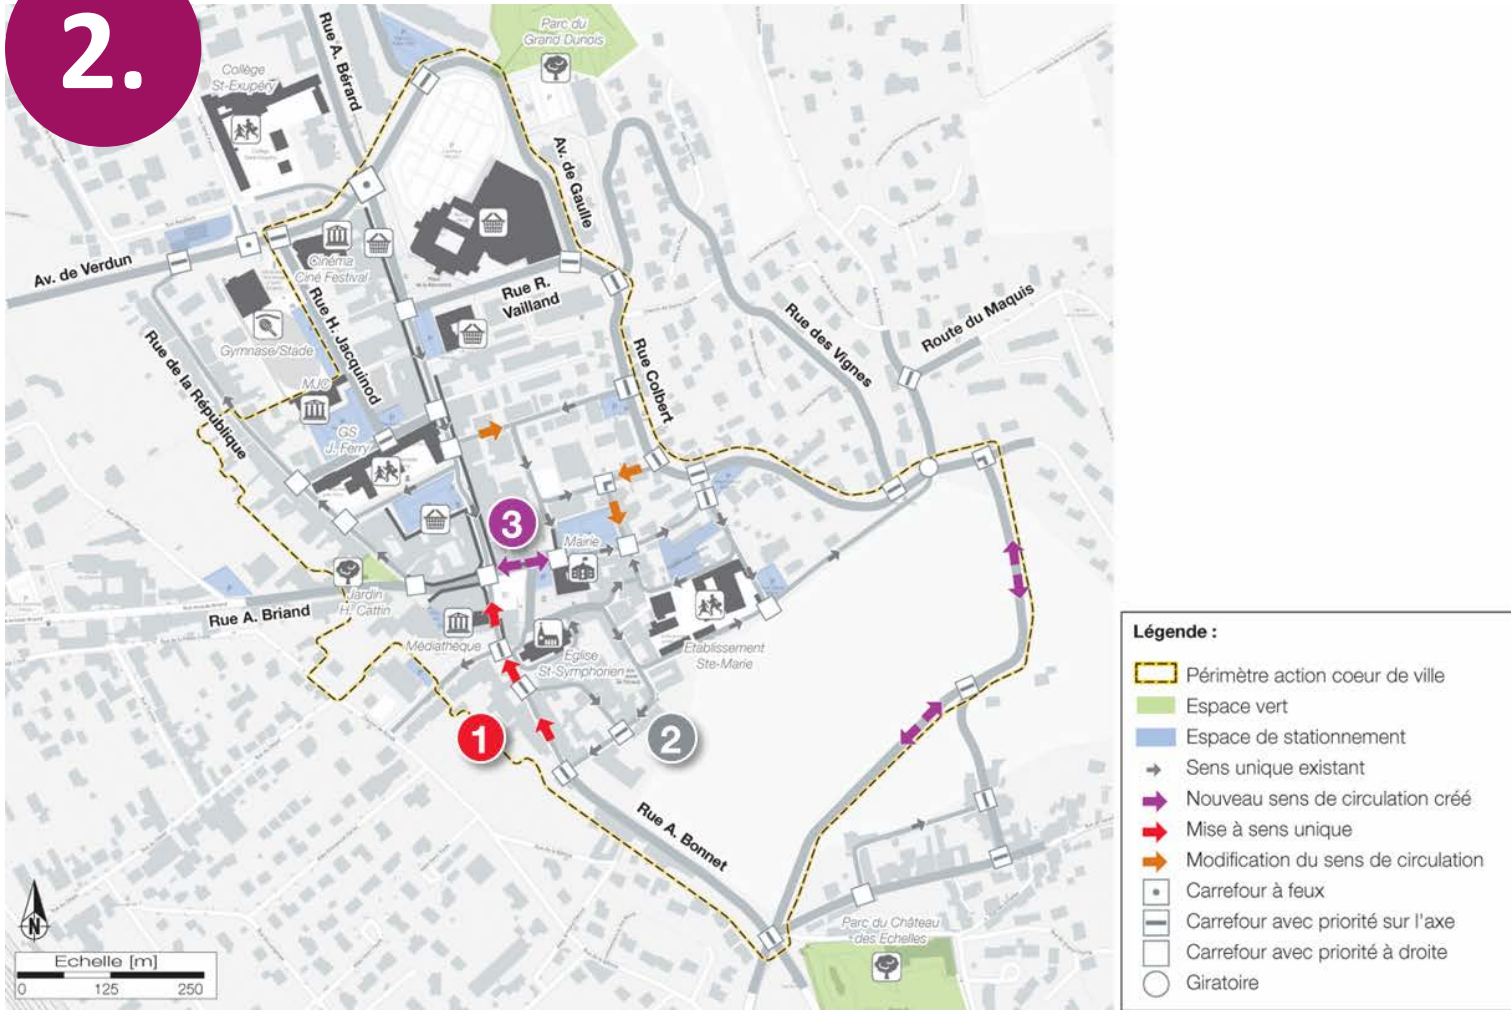 2.
Parc du
Grand Dunois
Rue A. Bérard
Collège
St-Exupéry
Av. de Gaulle
Av. de Verdun
Cinéma
Ciné Festival
Rue R.
Vailland
Rue H. Jacquinod
Gymnase/Stade
Rue de la République
MJC
GS
J. Ferry
Rue Colbert
Rue des Vignes
Route du Maquis
3
Mairie
Jardin
H. Cattin
Rue A. Briand
Médiathèque
Eglise
St-Symphorien
Etablissement
Ste-Marie
1
2
Rue A. Bonnet
Parc du Château
des Echelles
N
Echelle [m]
0 125 250
Légende :
Périmètre action coeur de ville
Espace vert
Espace de stationnement
Sens unique existant
Nouveau sens de circulation créé
Mise à sens unique
Modification du sens de circulation
Carrefour à feux
Carrefour avec priorité sur l'axe
Carrefour avec priorité à droite
Giratoire